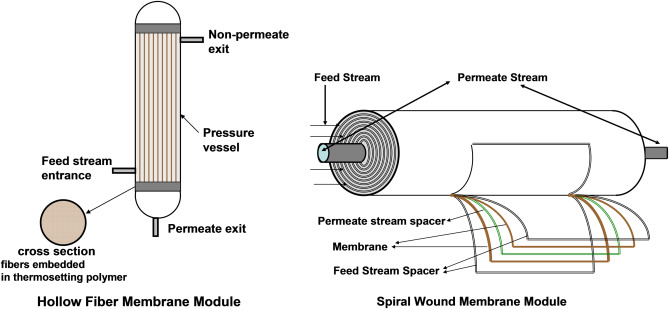 Non-permeate
exit
Pressure
vessel
Feed stream
entrance
Permeate exit
cross section
fibers embedded
in thermosetting polymer
Hollow Fiber Membrane Module
Feed Stream
Permeate Stream
Permeate stream spacer
Membrane
Feed Stream Spacer
Spiral Wound Membrane Module